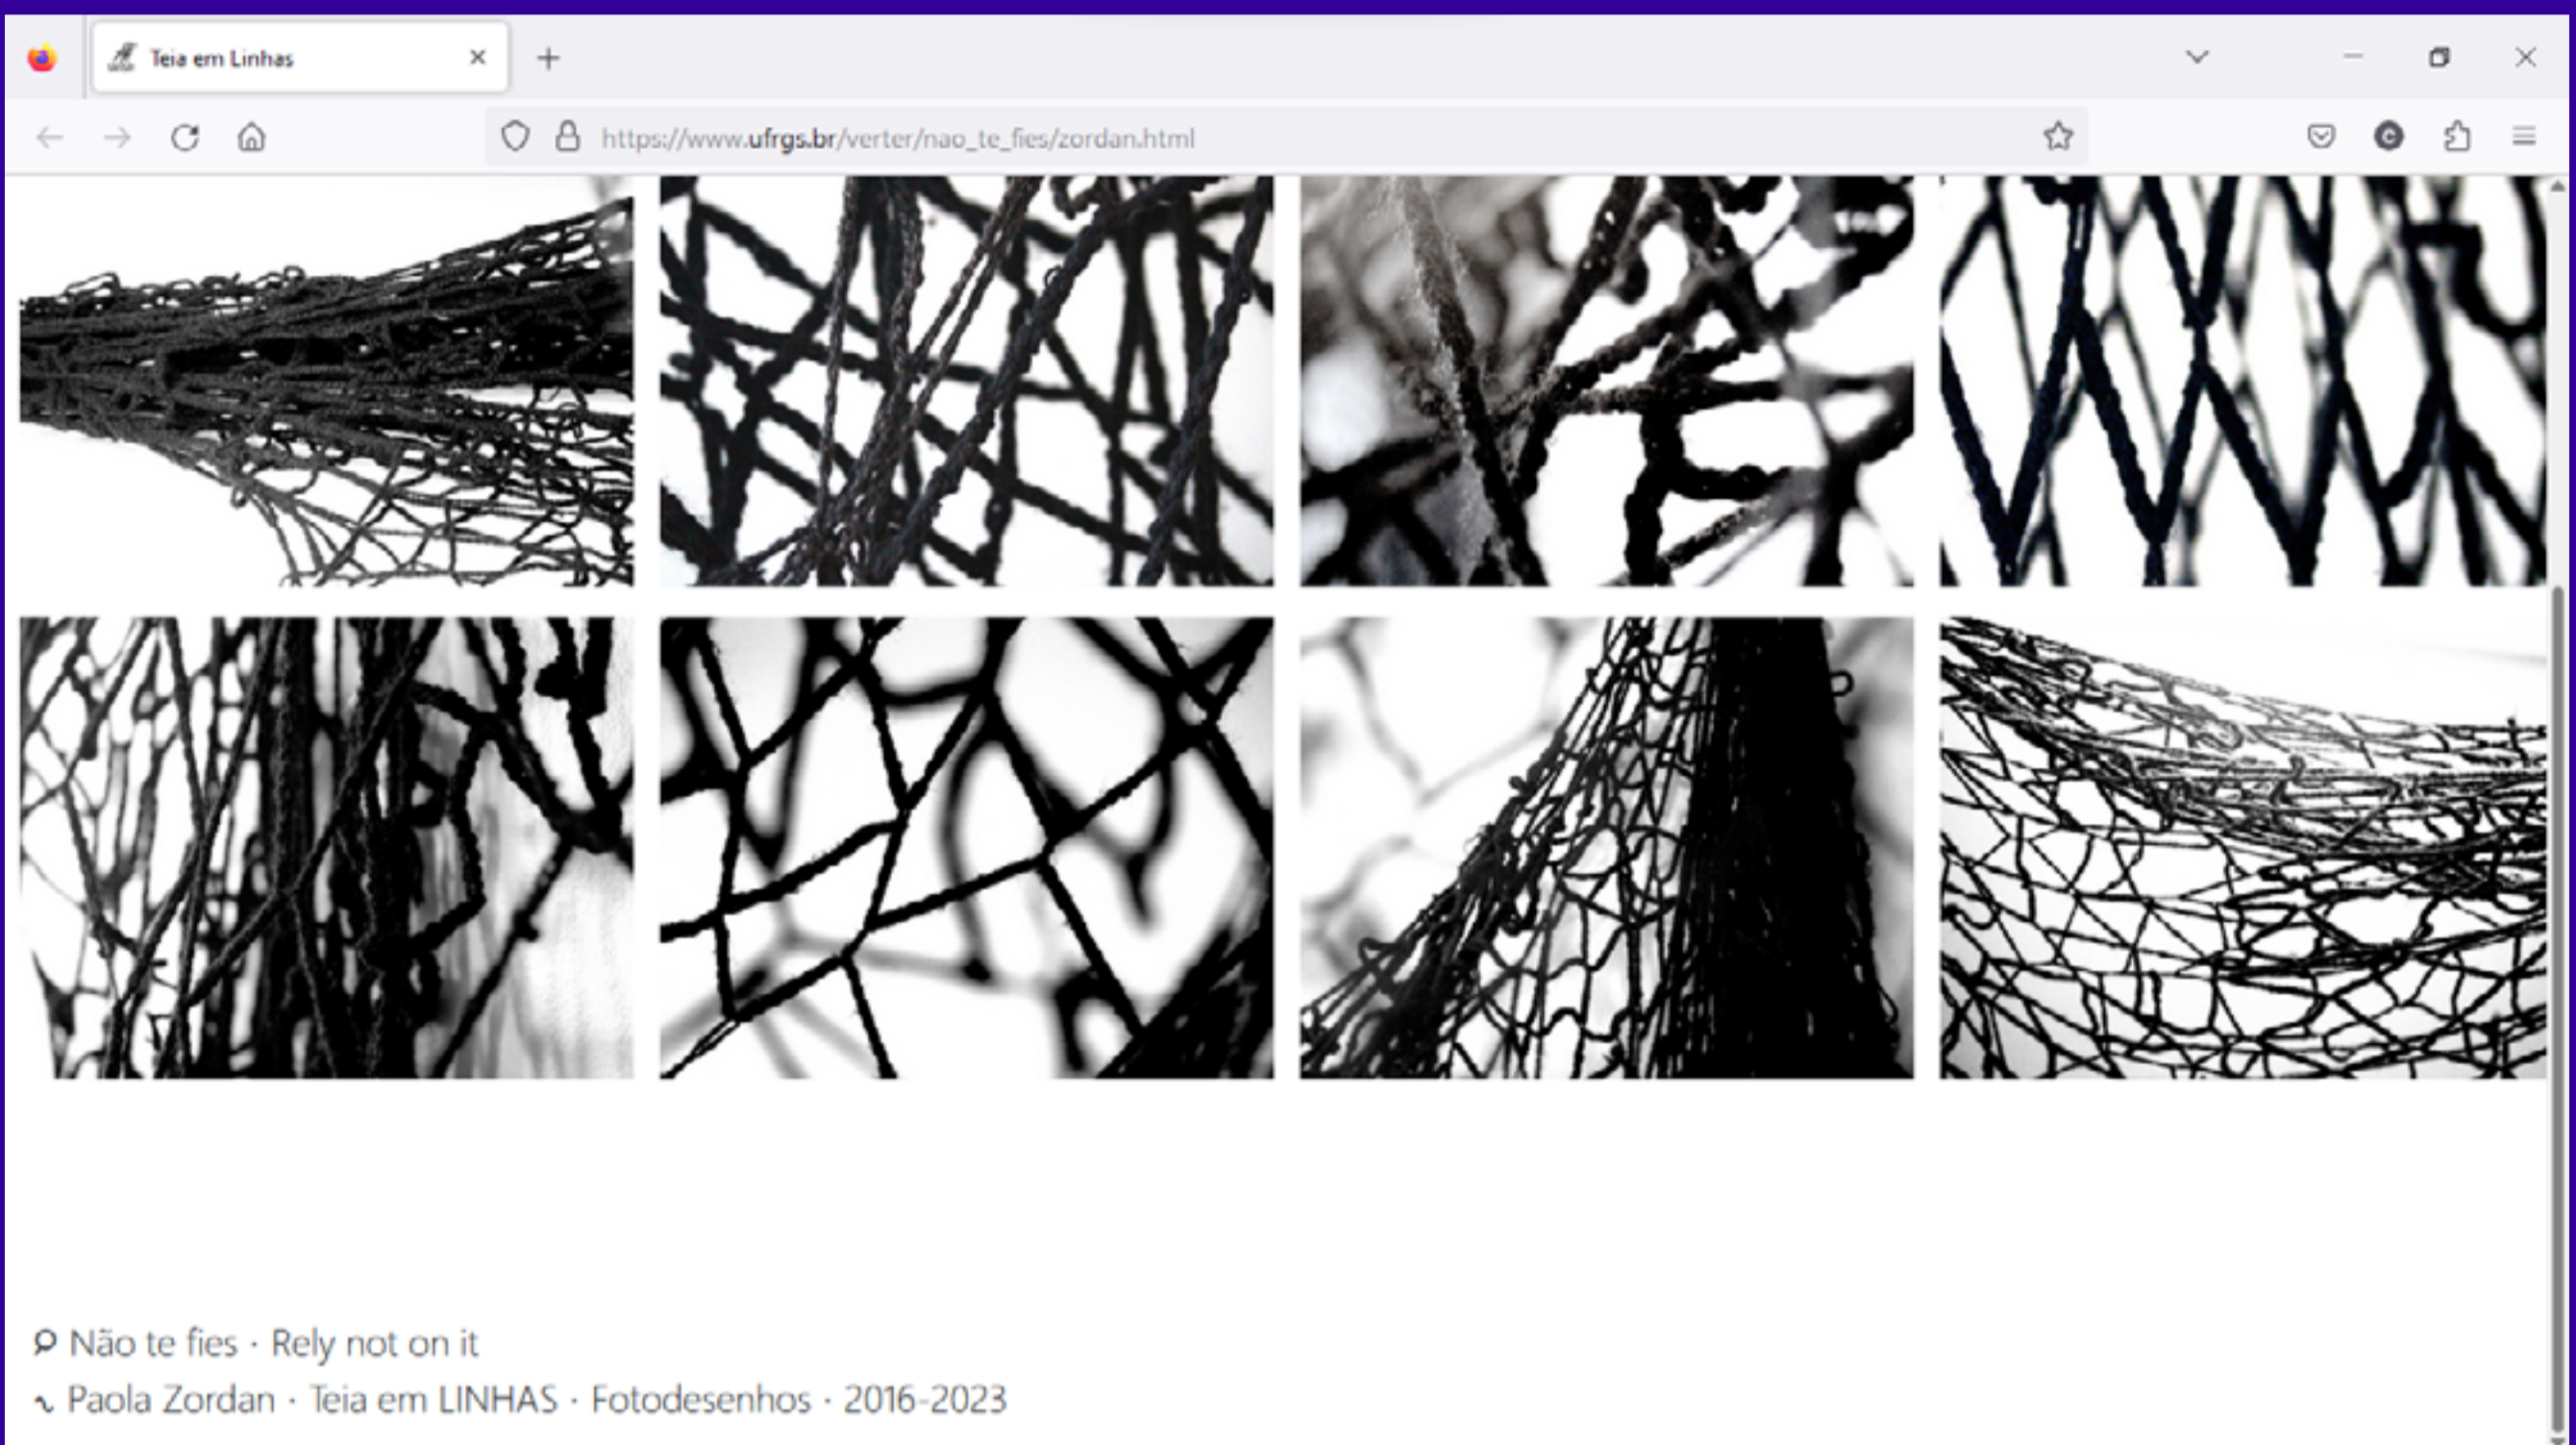 Teia em Linhas
https://www.ufrgs.br/verter/nao_te_fies/zordan.html
Não te fies · Rely not on it
Paola Zordan · Teia em LINHAS · Fotodesenhos · 2016-2023